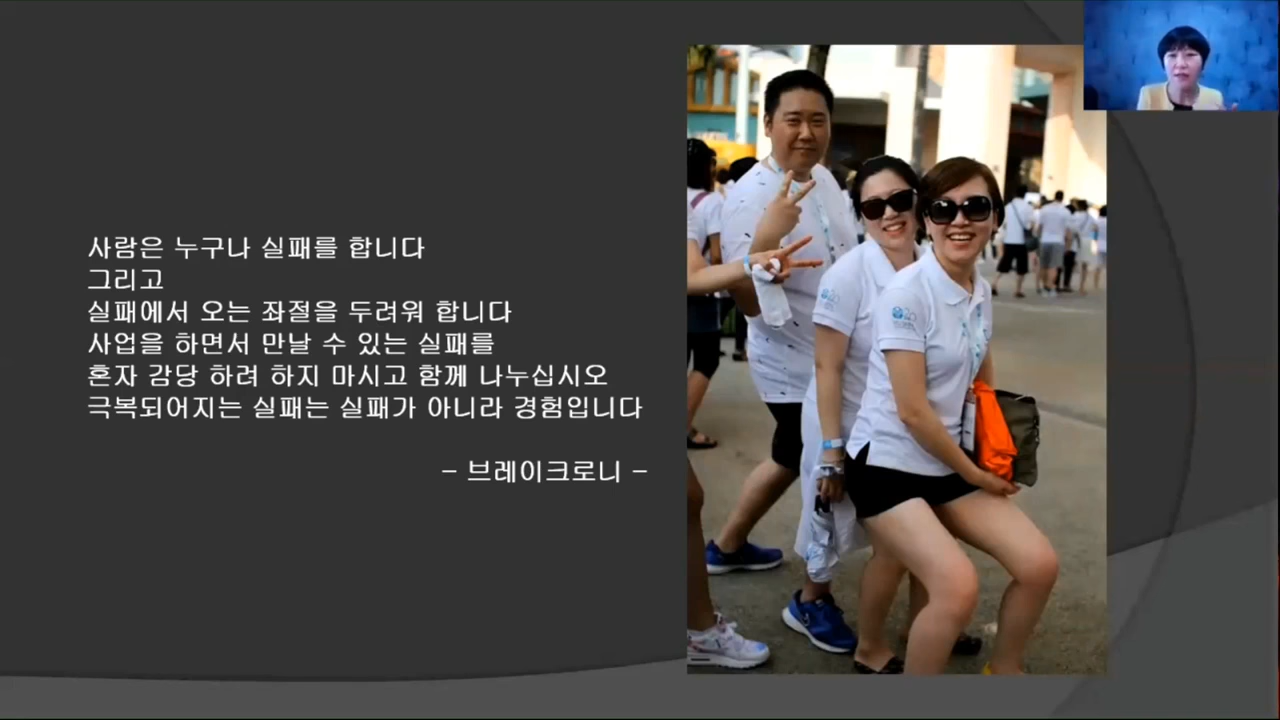 사람은 누구나 실패를 합니다
그리고
실패에서 오는 좌절을 두려워 합니다
사업을 하면서 만날 수 있는 실패를
혼자 감당 하려 하지 마시고 함께 나누십시오
극복되어지는 실패는 실패가 아니라 경험입니다
– 브레이크로니 –